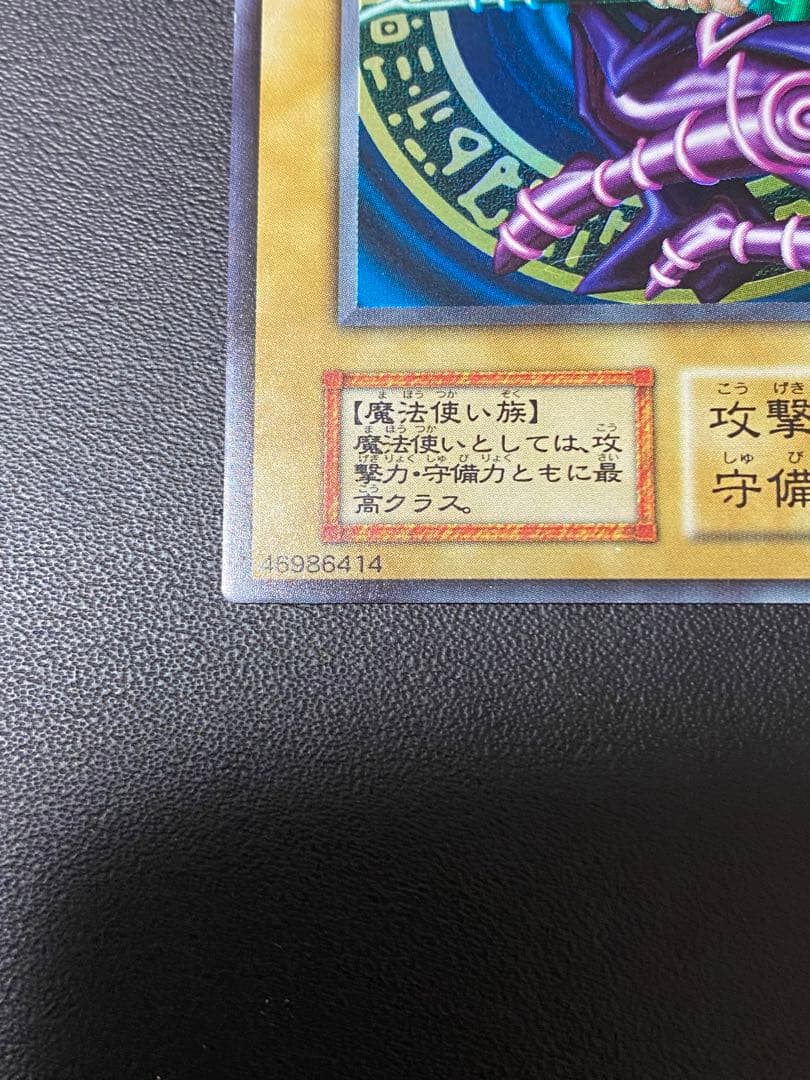 【魔法使い族】
魔法使いとしては、攻
撃力・守備力ともに最
高クラス。
攻撃
守備
46986414